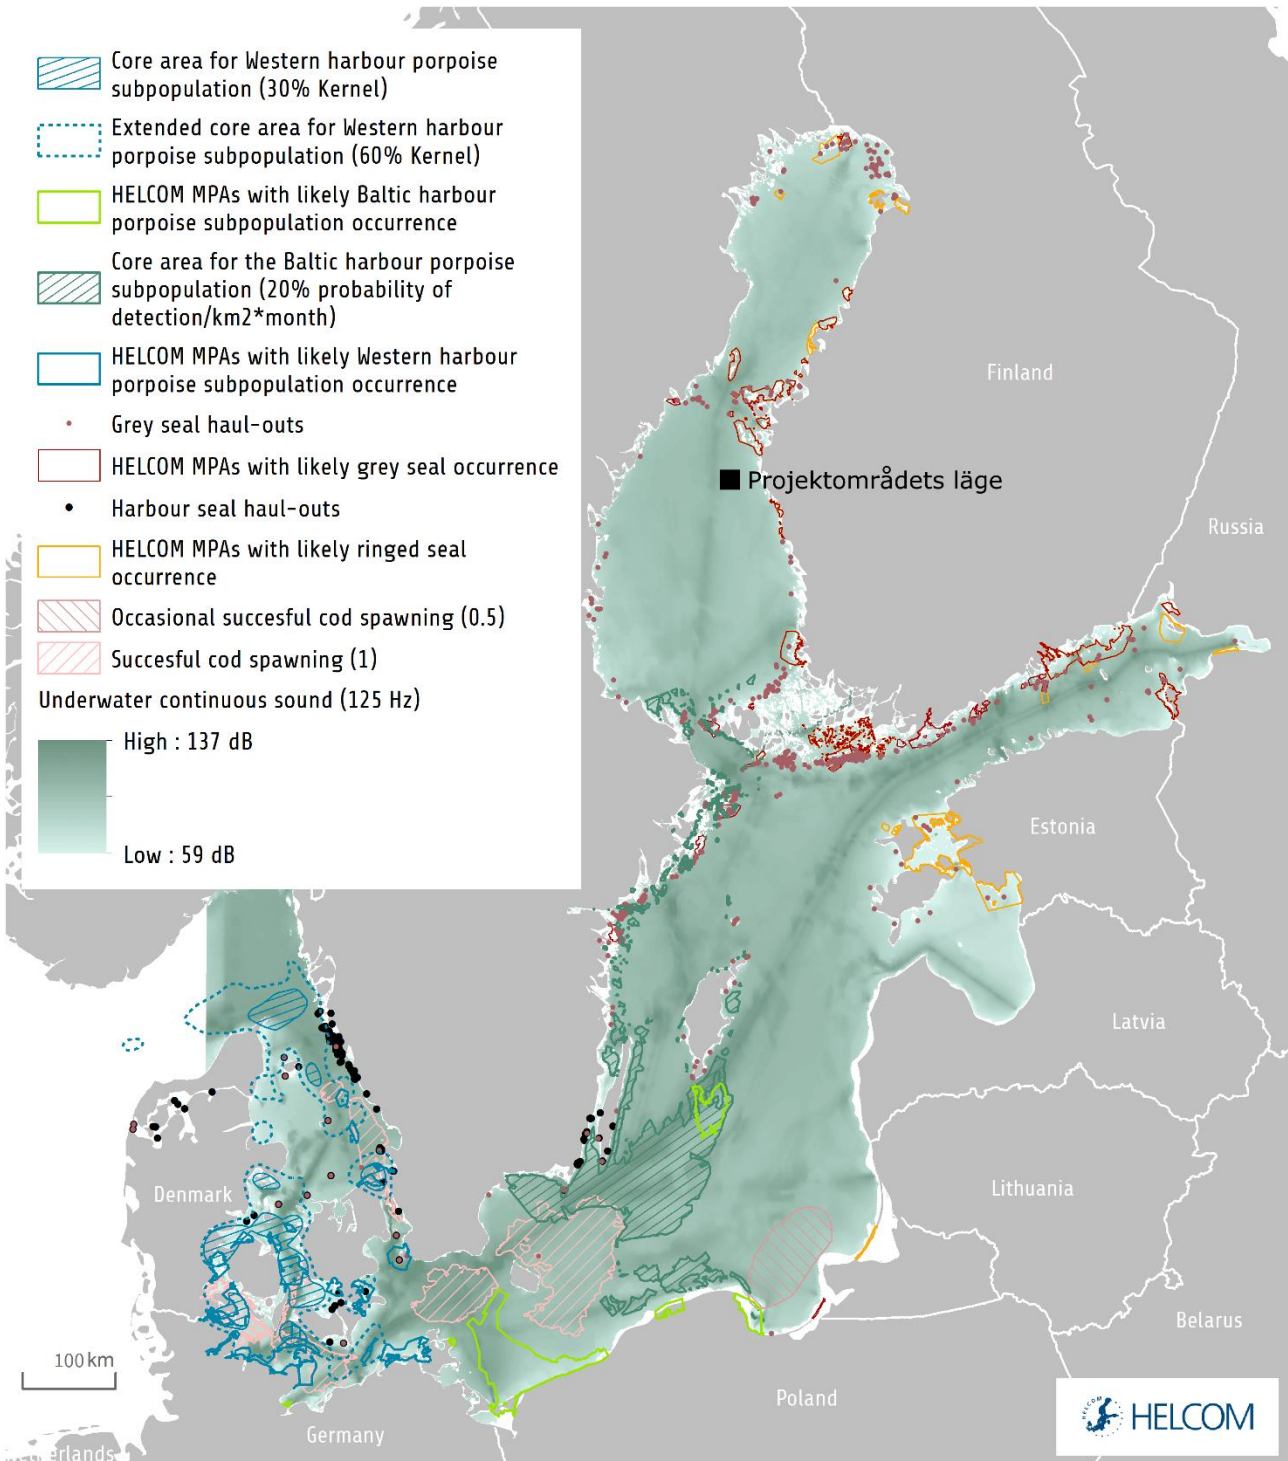 Core area for Western harbour porpoise
subpopulation (30% Kernel)
Extended core area for Western harbour
porpoise subpopulation (60% Kernel)
HELCOM MPAs with likely Baltic harbour
porpoise subpopulation occurrence
Core area for the Baltic harbour porpoise
subpopulation (20% probability of
detection/km2*month)
HELCOM MPAs with likely Western harbour
porpoise subpopulation occurrence
Grey seal haul-outs
HELCOM MPAs with likely grey seal occurrence
Harbour seal haul-outs
HELCOM MPAs with likely ringed seal
occurrence
Occasional succesful cod spawning (0.5)
Succesful cod spawning (1)
Underwater continuous sound (125 Hz)
High : 137 dB
Low : 59 dB
Finland
Projektområdets läge
Russia
Estonia
Latvia
Denmark
Lithuania
Belarus
100 km
Poland
Germany
HELCOM
HELCOM